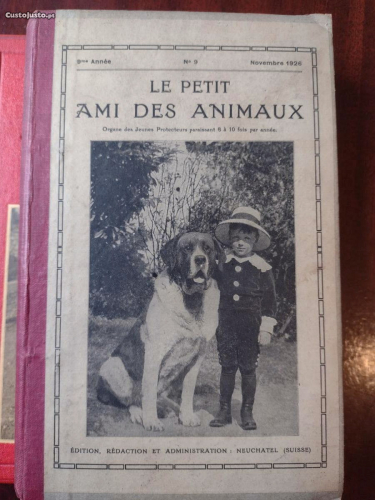 CustoJusto.pt
9me Année No 9 Novembre 1926
LE PETIT
AMI DES ANIMAUX
Organe des Jeunes Protecteurs paraissant 8 à 10 fois par année.
ÉDITION, RÉDACTION ET ADMINISTRATION : NEUCHATEL (SUISSE)